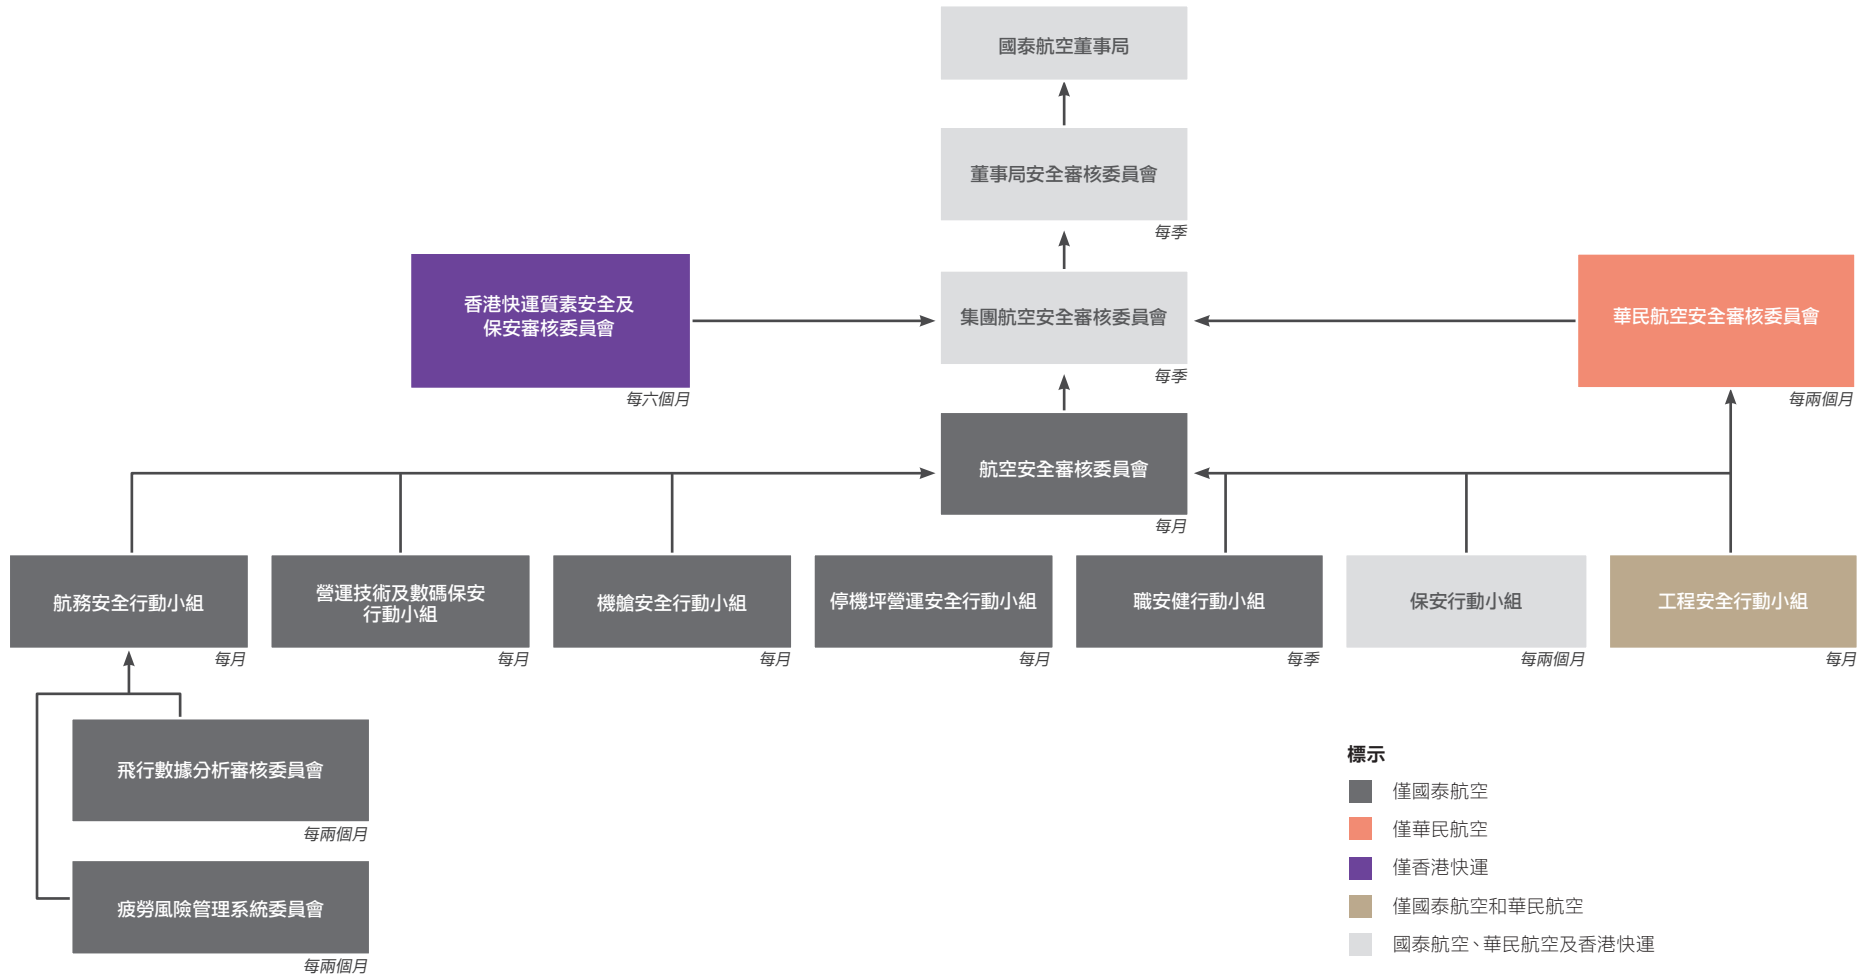 國泰航空董事局
董事局安全審核委員會
每季
香港快運質素安全及
保安審核委員會
每六個月
集團航空安全審核委員會
每季
華民航空安全審核委員會
每兩個月
航空安全審核委員會
每月
航務安全行動小組
每月
營運技術及數碼保安
行動小組
每月
機艙安全行動小組
每月
停機坪營運安全行動小組
每月
職安健行動小組
每季
保安行動小組
每兩個月
工程安全行動小組
每月
飛行數據分析審核委員會
每兩個月
疲勞風險管理系統委員會
每兩個月
標示
僅國泰航空
僅華民航空
僅香港快運
僅國泰航空和華民航空
國泰航空、華民航空及香港快運